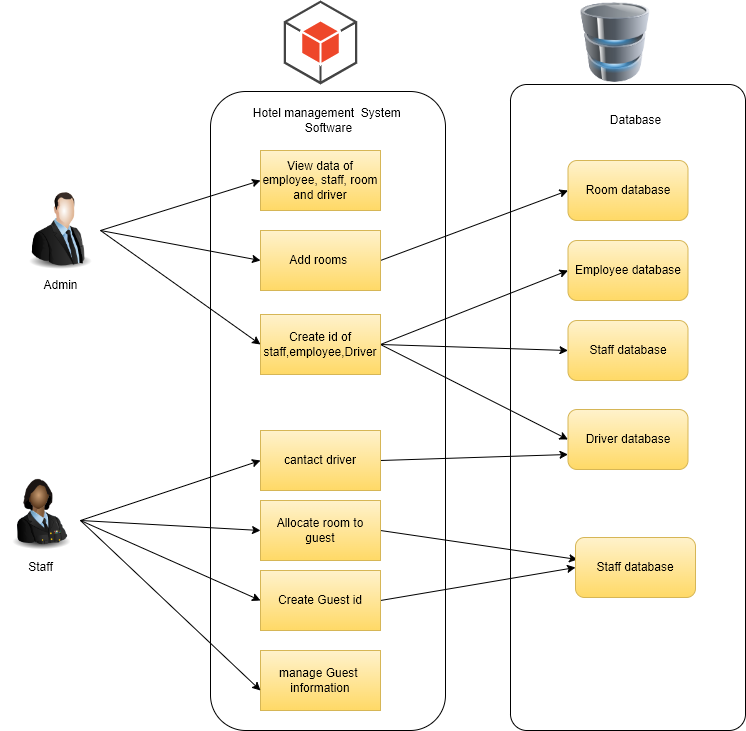 Hotel management System
Software
Database
View data of
employee, staff, room
and driver
Room database
Add rooms
Employee database
Admin
Create id of
staff,employee,Driver
Staff database
Driver database
cantact driver
Allocate room to
guest
Staff
Staff database
Create Guest id
manage Guest
information